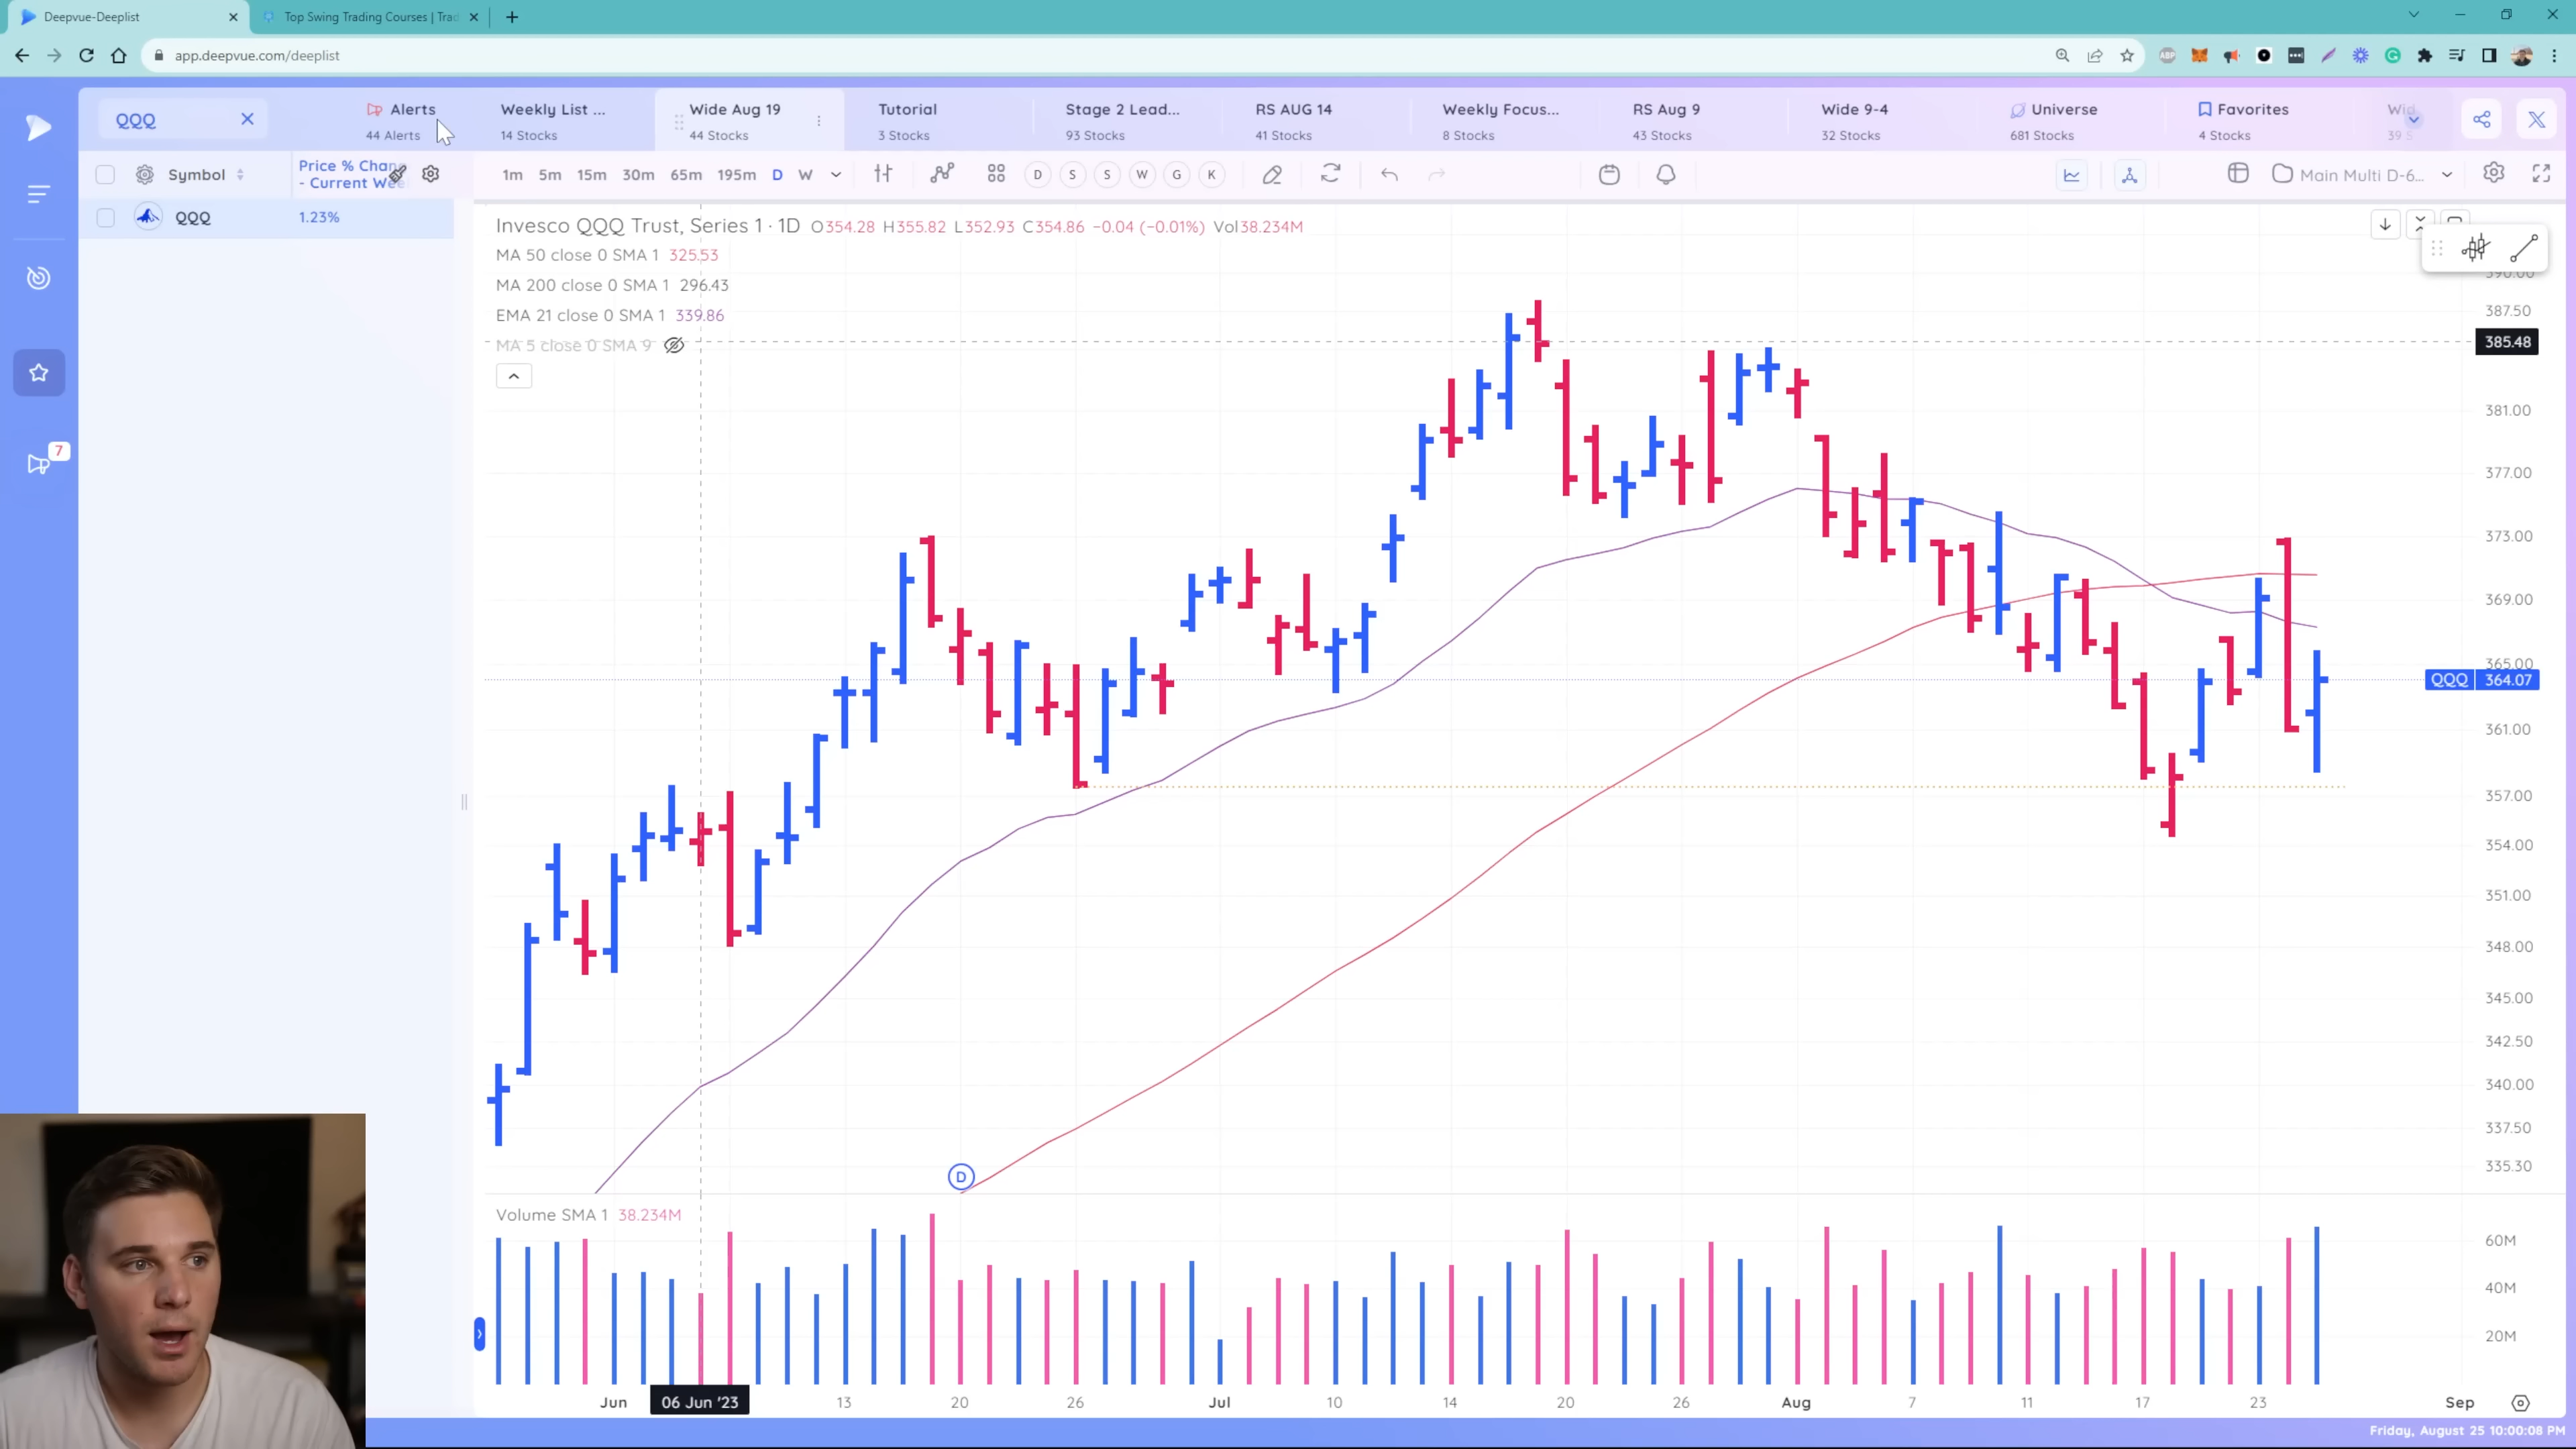 Deepvue-Deeplist
Top Swing Trading Courses | Trad
app.deepvue.com/deeplist
QQQ
Alerts
44 Alerts
Weekly List ...
14 Stocks
Wide Aug 19
44 Stocks
Tutorial
3 Stocks
Stage 2 Lead...
93 Stocks
RS AUG 14
41 Stocks
Weekly Focus...
8 Stocks
RS Aug 9
43 Stocks
Wide 9-4
32 Stocks
Universe
681 Stocks
Favorites
4 Stocks
Wid
39 S
Symbol
Price % Chan
- Current Wee
1m 5m 15m 30m 65m 195m D W
D S S W G K
Main Multi D-6...
QQQ 1.23%
7
Invesco QQQ Trust, Series 1 · 1D O354.28 H355.82 L352.93 C354.86 −0.04 (−0.01%) Vol38.234M
MA 50 close 0 SMA 1 325.53
MA 200 close 0 SMA 1 296.43
EMA 21 close 0 SMA 1 339.86
MA 5 close 0 SMA 9
390.00
387.50
385.48
381.00
377.00
373.00
369.00
365.00
QQQ 364.07
361.00
357.00
354.00
351.00
348.00
345.00
342.50
340.00
337.50
335.30
D
Volume SMA 1 38.234M
60M
40M
20M
Jun 06 Jun '23 13 20 26 Jul 10 14 20 26 Aug 7 11 17 23 Sep
Friday, August 25 10:00:08 PM